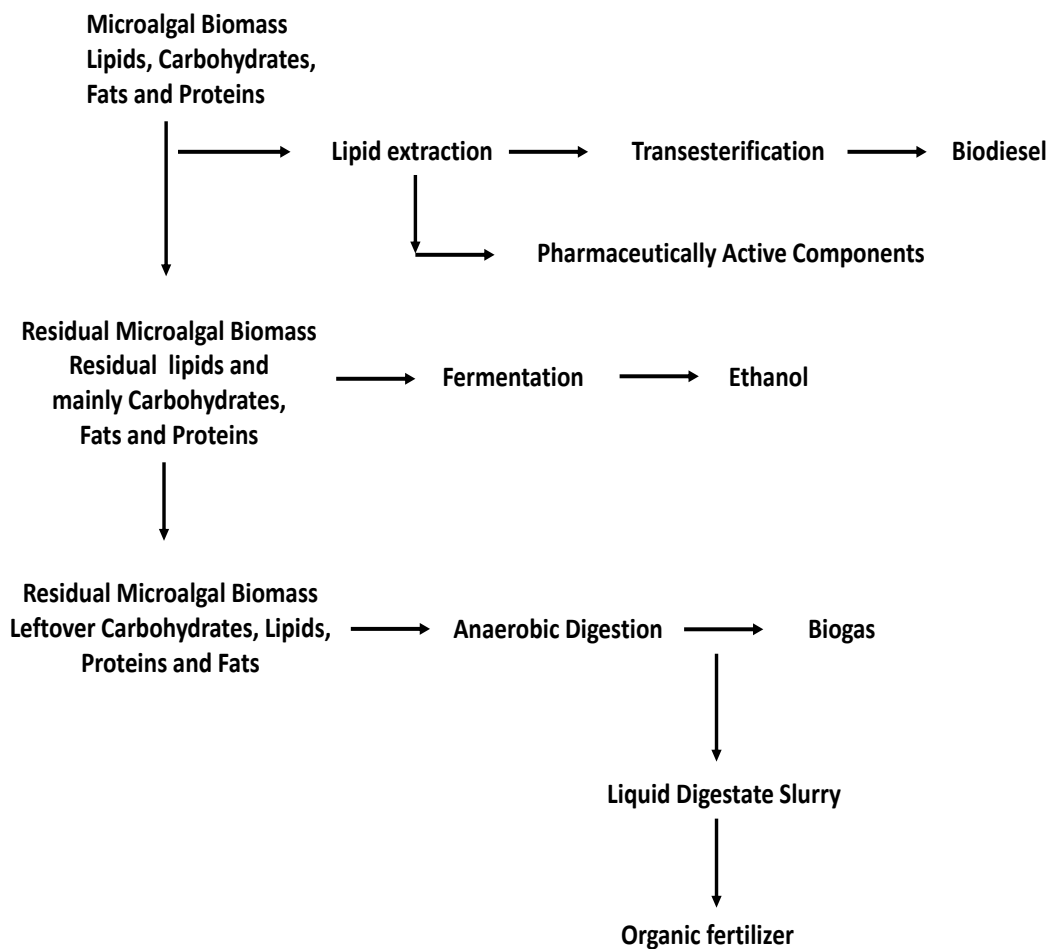 Microalgal Biomass
Lipids, Carbohydrates,
Fats and Proteins
Lipid extraction
Transesterification
Biodiesel
Pharmaceutically Active Components
Residual Microalgal Biomass
Residual lipids and
mainly Carbohydrates,
Fats and Proteins
Fermentation
Ethanol
Residual Microalgal Biomass
Leftover Carbohydrates, Lipids,
Proteins and Fats
Anaerobic Digestion
Biogas
Liquid Digestate Slurry
Organic fertilizer